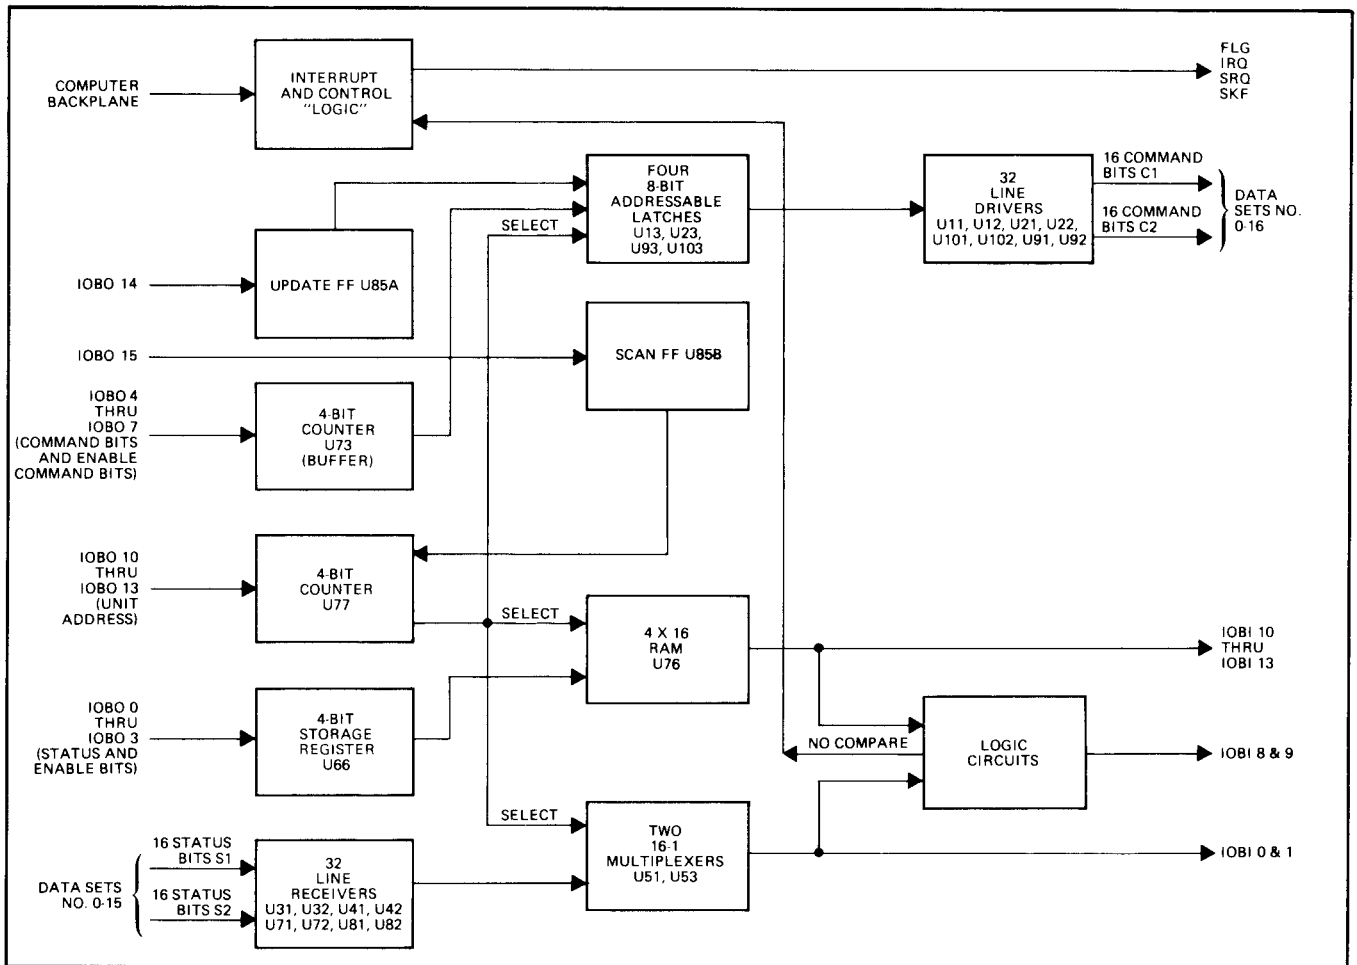 COMPUTER
BACKPLANE
INTERRUPT
AND CONTROL
"LOGIC"
FLG
IRQ
SRQ
SKF
FOUR
8-BIT
ADDRESSABLE
LATCHES
U13, U23,
U93, U103
SELECT
32
LINE
DRIVERS
U11, U12, U21, U22,
U101, U102, U91, U92
16 COMMAND
BITS C1
16 COMMAND
BITS C2
DATA
SETS NO.
0-16
IOBO 14
UPDATE FF U85A
IOBO 15
SCAN FF U85B
IOBO 4
THRU
IOBO 7
(COMMAND BITS
AND ENABLE
COMMAND BITS)
4-BIT
COUNTER
U73
(BUFFER)
IOBO 10
THRU
IOBO 13
(UNIT
ADDRESS)
4-BIT
COUNTER
U77
SELECT
4 X 16
RAM
U76
IOBI 10
THRU
IOBI 13
IOBO 0
THRU
IOBO 3
(STATUS AND
ENABLE BITS)
4-BIT
STORAGE
REGISTER
U66
NO COMPARE
LOGIC
CIRCUITS
IOBI 8 & 9
SELECT
TWO
16-1
MULTIPLEXERS
U51, U53
IOBI 0 & 1
DATA SETS
NO. 0-15
16 STATUS
BITS S1
16 STATUS
BITS S2
32
LINE
RECEIVERS
U31, U32, U41, U42
U71, U72, U81, U82